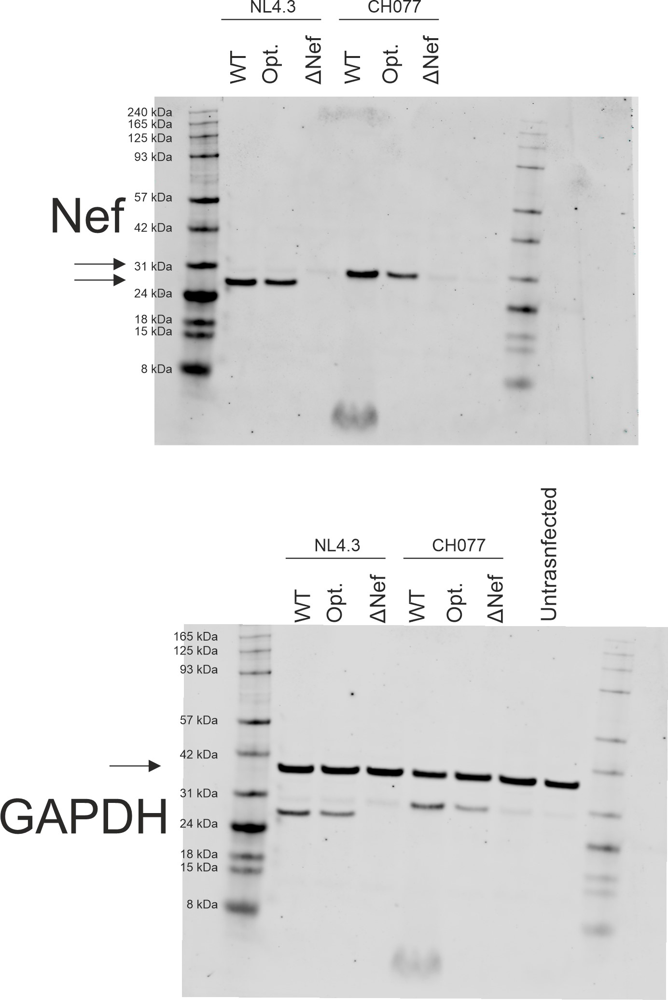 NL4.3 CH077
WT Opt. ΔNef WT Opt. ΔNef
240 kDa
165 kDa
125 kDa
93 kDa
57 kDa
Nef
42 kDa
31 kDa
24 kDa
18 kDa
15 kDa
8 kDa
Untrasnfected
NL4.3 CH077
WT Opt. ΔNef WT Opt. ΔNef
165 kDa
125 kDa
93 kDa
57 kDa
42 kDa
31 kDa
GAPDH
24 kDa
18 kDa
15 kDa
8 kDa